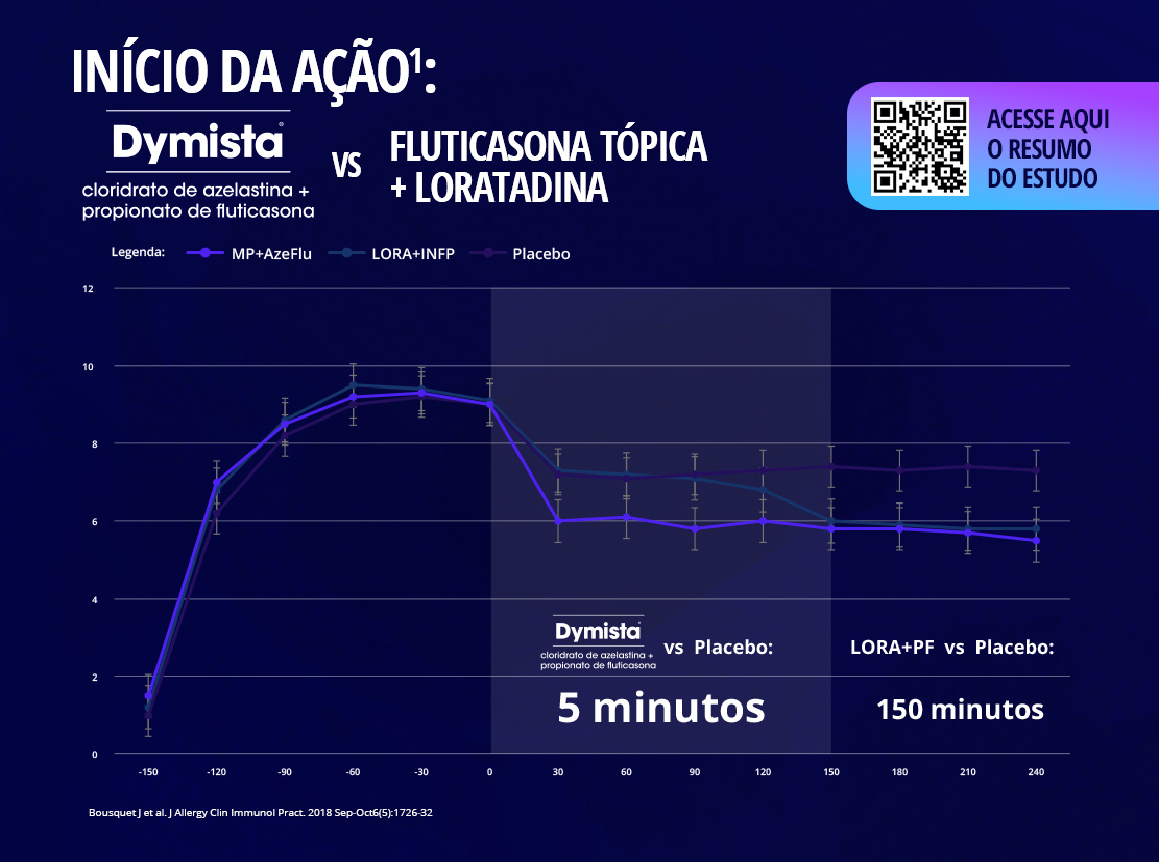 INÍCIO DA AÇÃO¹:
Dymista®
cloridrato de azelastina +
propionato de fluticasona
VS
FLUTICASONA TÓPICA
+ LORATADINA
ACESSE AQUI
O RESUMO
DO ESTUDO
Legenda: MP+AzeFlu LORA+INFP Placebo
12
10
8
6
4
2
0
-150 -120 -90 -60 -30 0 30 60 90 120 150 180 210 240
Dymista
cloridrato de azelastina +
propionato de fluticasona
vs Placebo:
5 minutos
LORA+PF vs Placebo:
150 minutos
Bousquet J et al. J Allergy Clin Immunol Pract. 2018 Sep-Oct6(5):1726-32